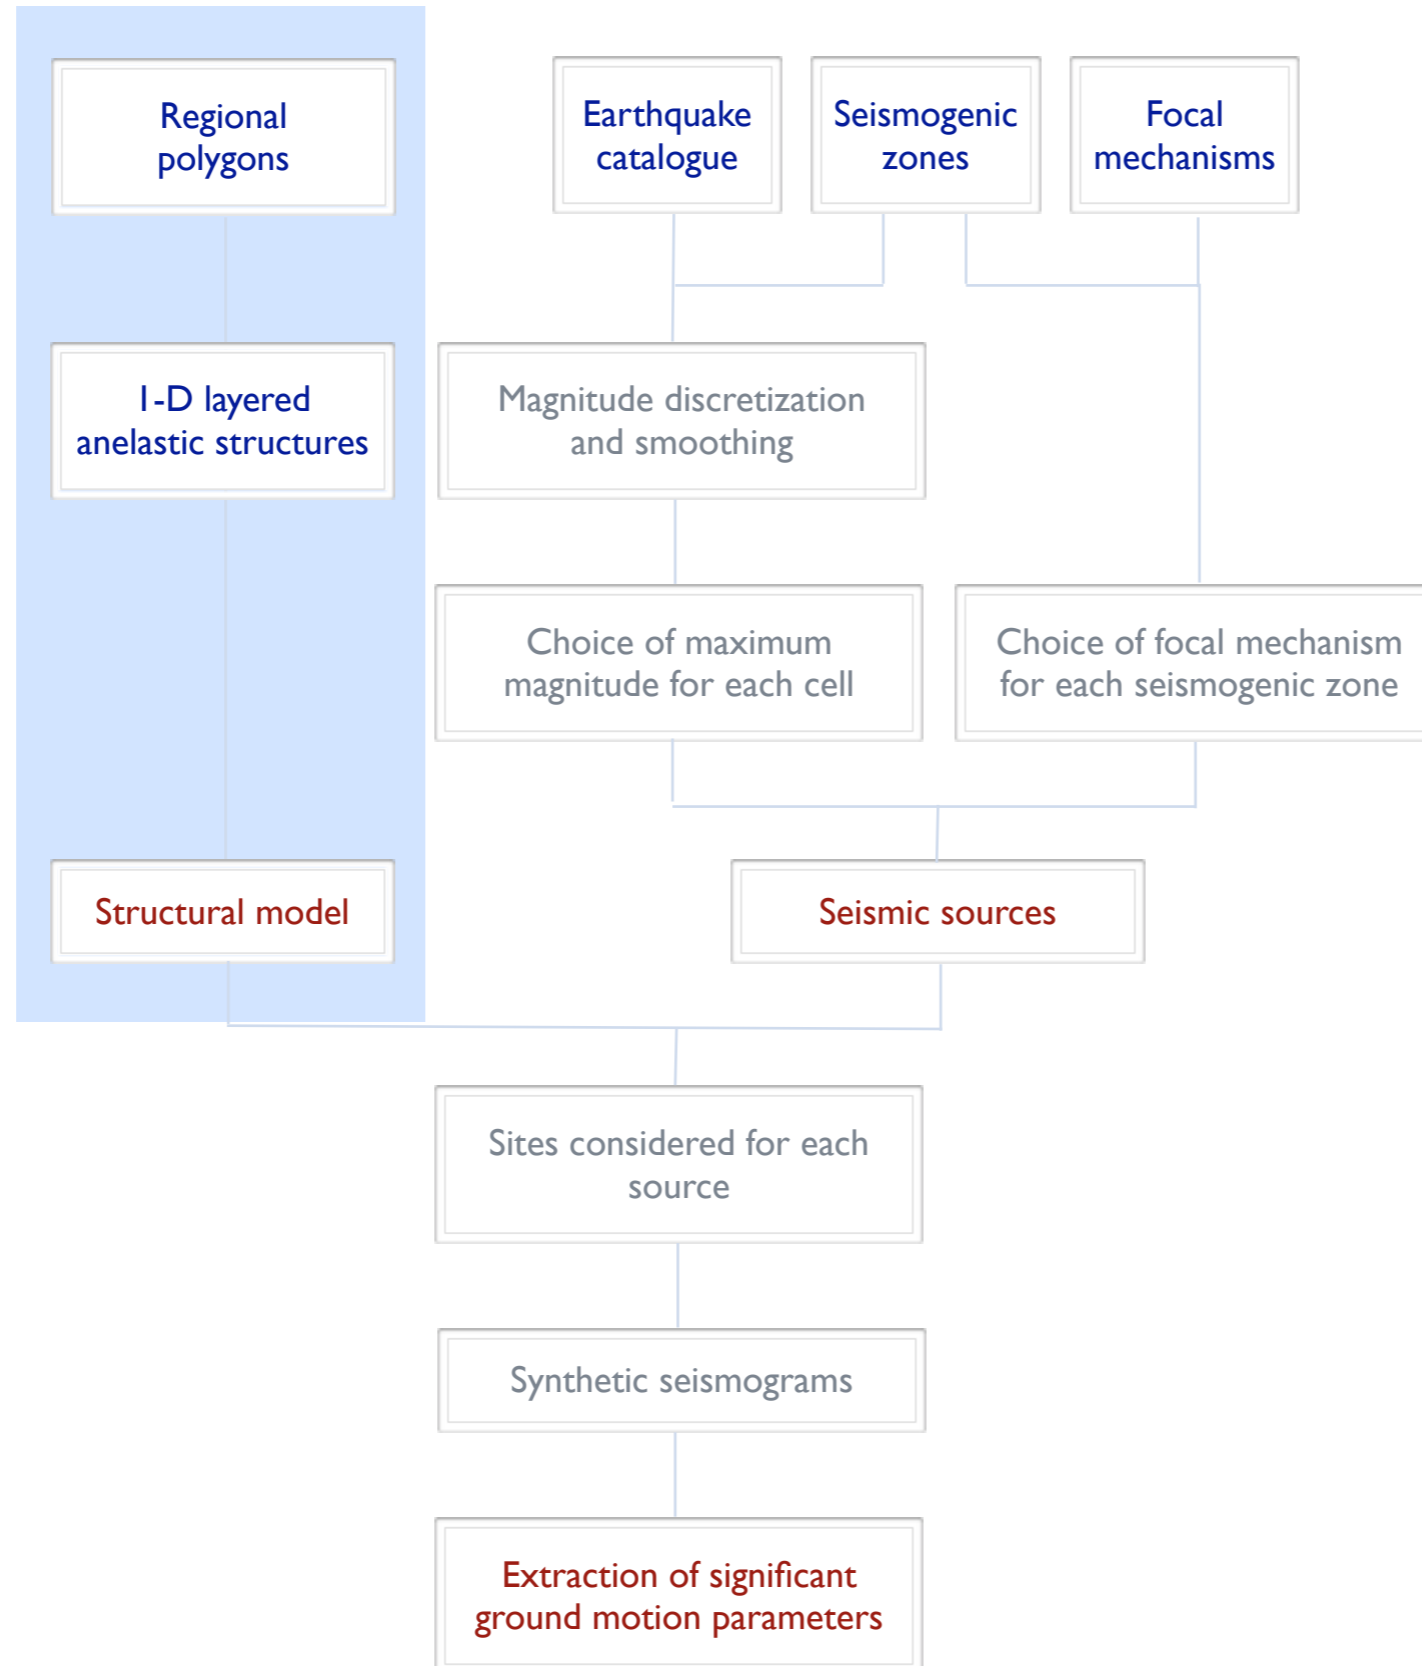 Regional
polygons
Earthquake
catalogue
Seismogenic
zones
Focal
mechanisms
1-D layered
anelastic structures
Magnitude discretization
and smoothing
Choice of maximum
magnitude for each cell
Choice of focal mechanism
for each seismogenic zone
Structural model
Seismic sources
Sites considered for each
source
Synthetic seismograms
Extraction of significant
ground motion parameters